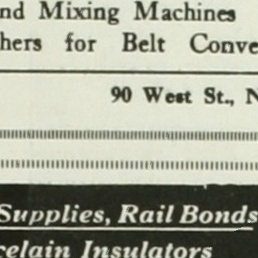 nd Mixing Machines
hers for Belt Conve
90 West St., N
Supplies, Rail Bonds
celain Insulators